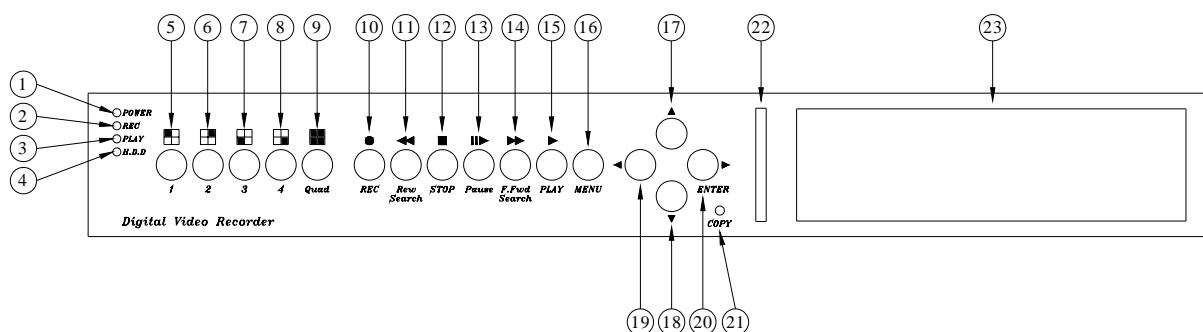 5 6 7 8 9 10 11 12 13 14 15 16 17 22 23
1 POWER
2 REC
3 PLAY
4 H.D.D
1 2 3 4 Quad REC Rew Search STOP Pause F.Fwd Search PLAY MENU ENTER
COPY
Digital Video Recorder
19 18 20 21